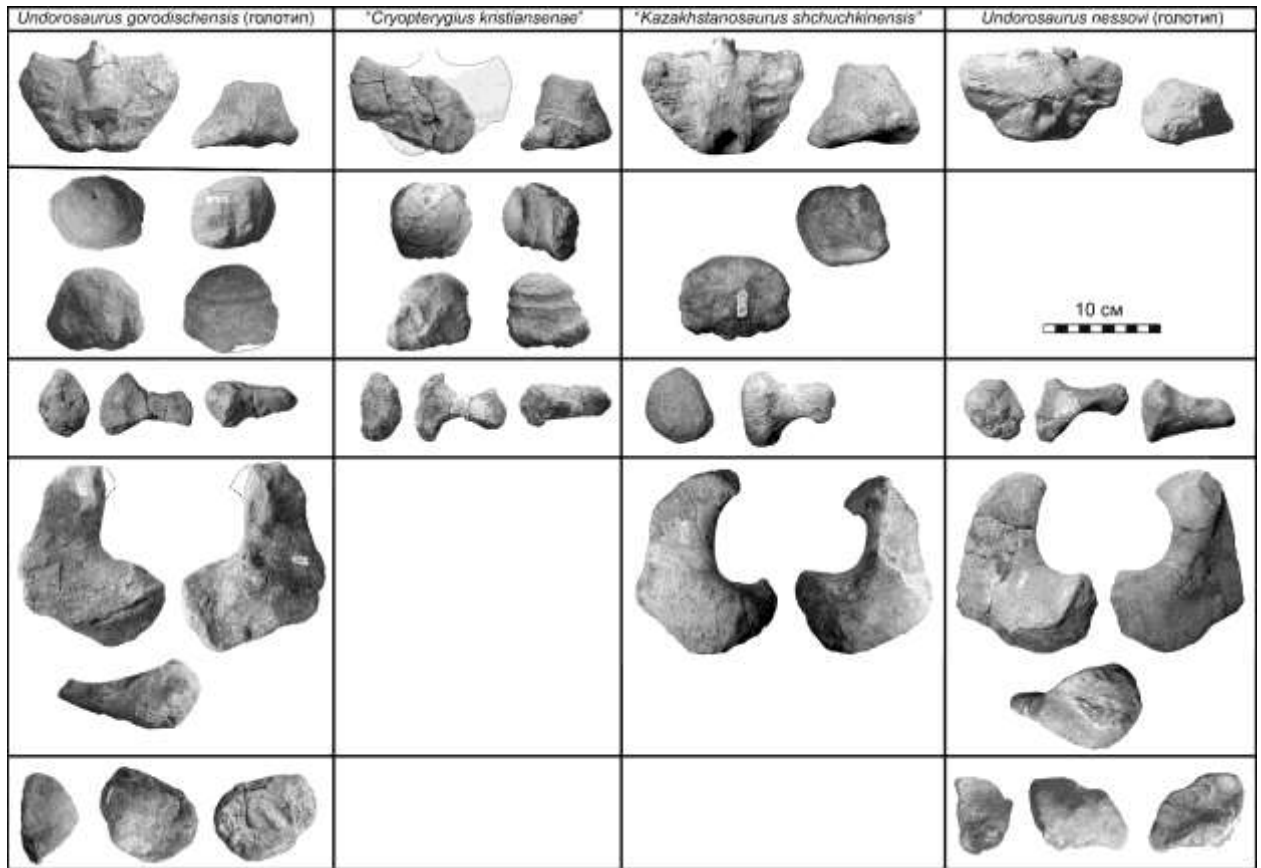 Undorosaurus gorodischensis (голотип)
"Cryopterygius kristiansenae"
"Kazakhstanosaurus shchuchkinensis"
Undorosaurus nessovi (голотип)
10 см